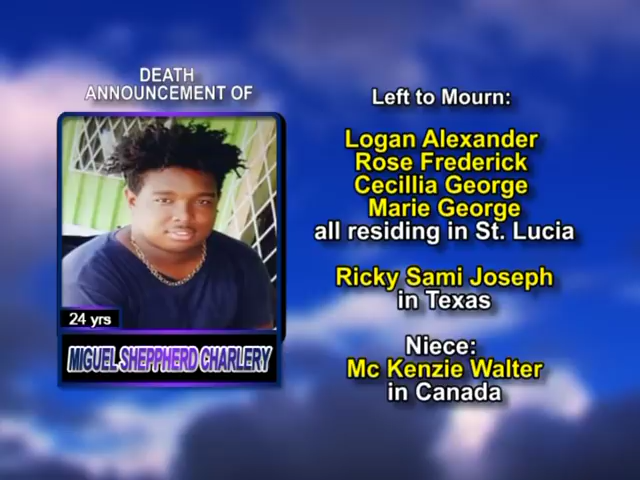 DEATH
ANNOUNCEMENT OF
24 yrs
MIGUEL SHEPPHERD CHARLERY
Left to Mourn:
Logan Alexander
Rose Frederick
Cecillia George
Marie George
all residing in St. Lucia
Ricky Sami Joseph
in Texas
Niece:
Mc Kenzie Walter
in Canada